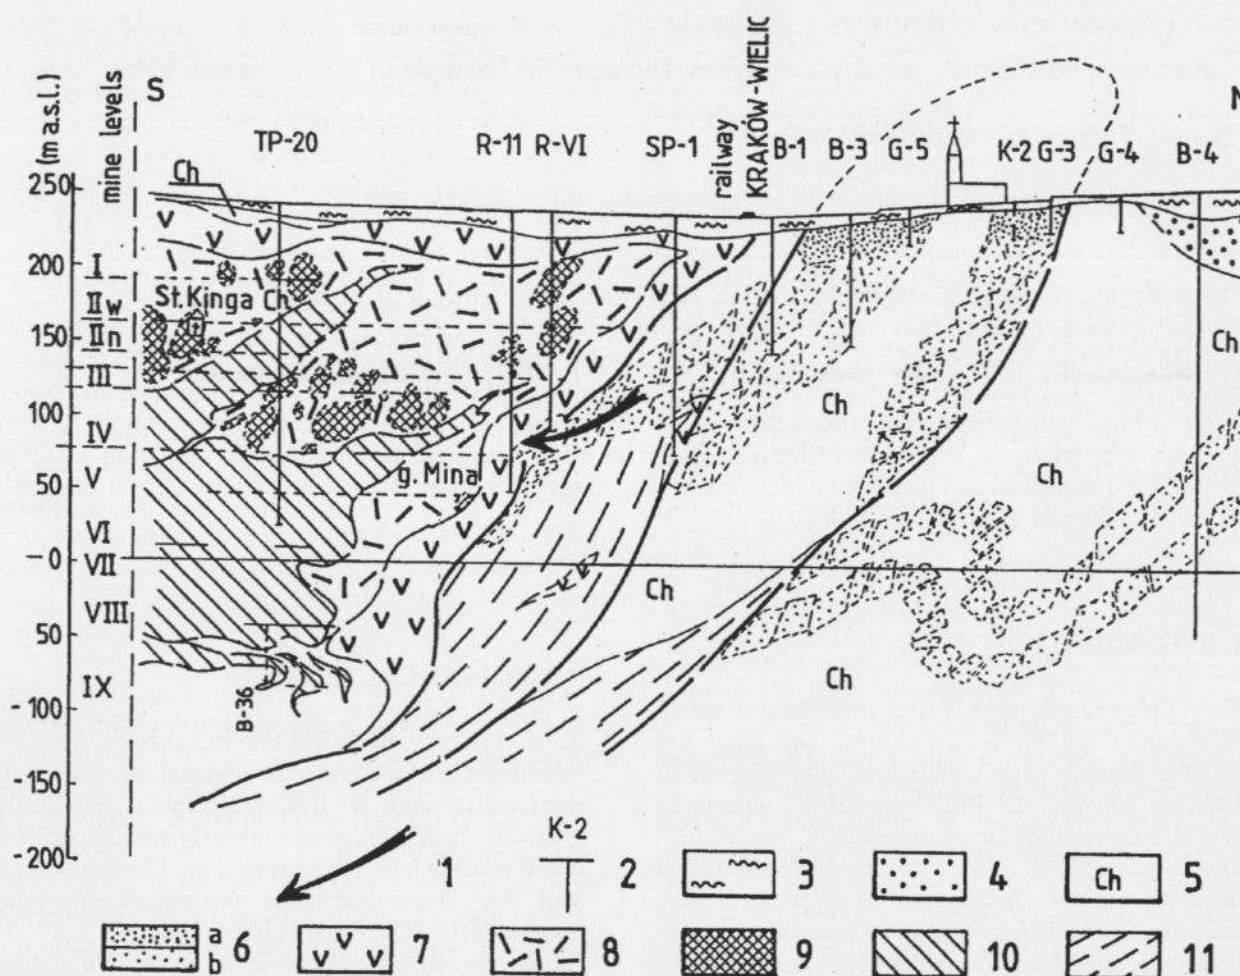 KRAKÓW-WIELIC
railway
S
N
(m a.s.l.)
mine levels
TP-20
R-11
R-VI
SP-1
B-1
B-3
G-5
K-2
G-3
G-4
B-4
Ch
250
200
150
100
50
0
50
-100
-150
-200
I
IIw
IIn
III
IV
V
VI
VII
VIII
IX
St. Kinga Ch
g. Mina
Ch
Ch
Ch
Ch
Ch
B-36
1
K-2
2
3
4
Ch
5
a
b
6
7
8
9
10
11